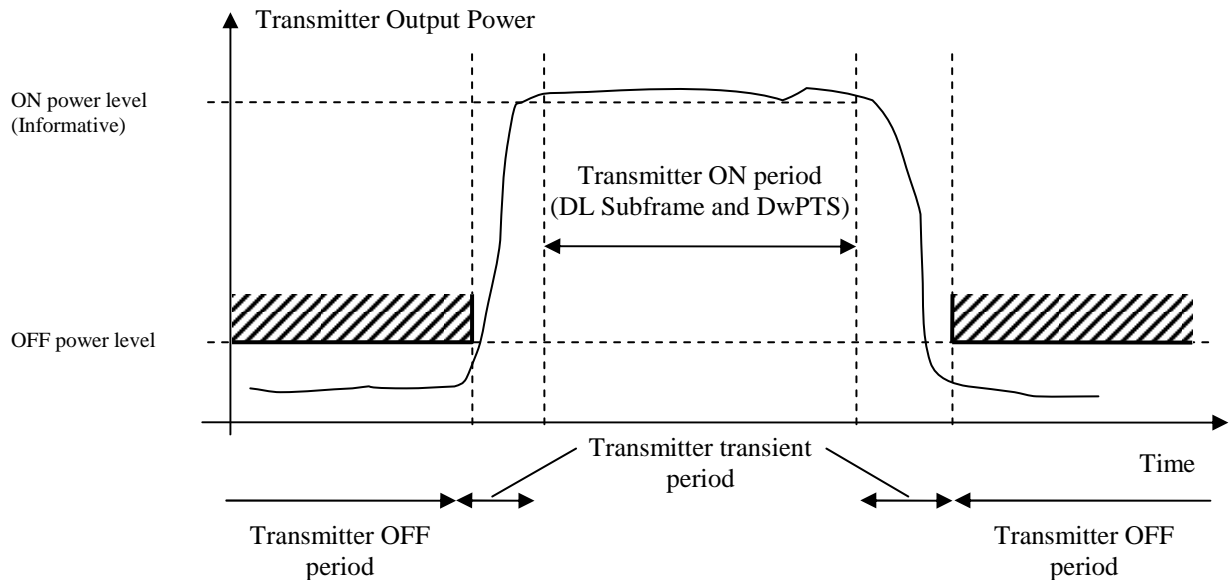 Transmitter Output Power
ON power level
(Informative)
Transmitter ON period
(DL Subframe and DwPTS)
OFF power level
Transmitter transient
period
Time
Transmitter OFF
period
Transmitter OFF
period